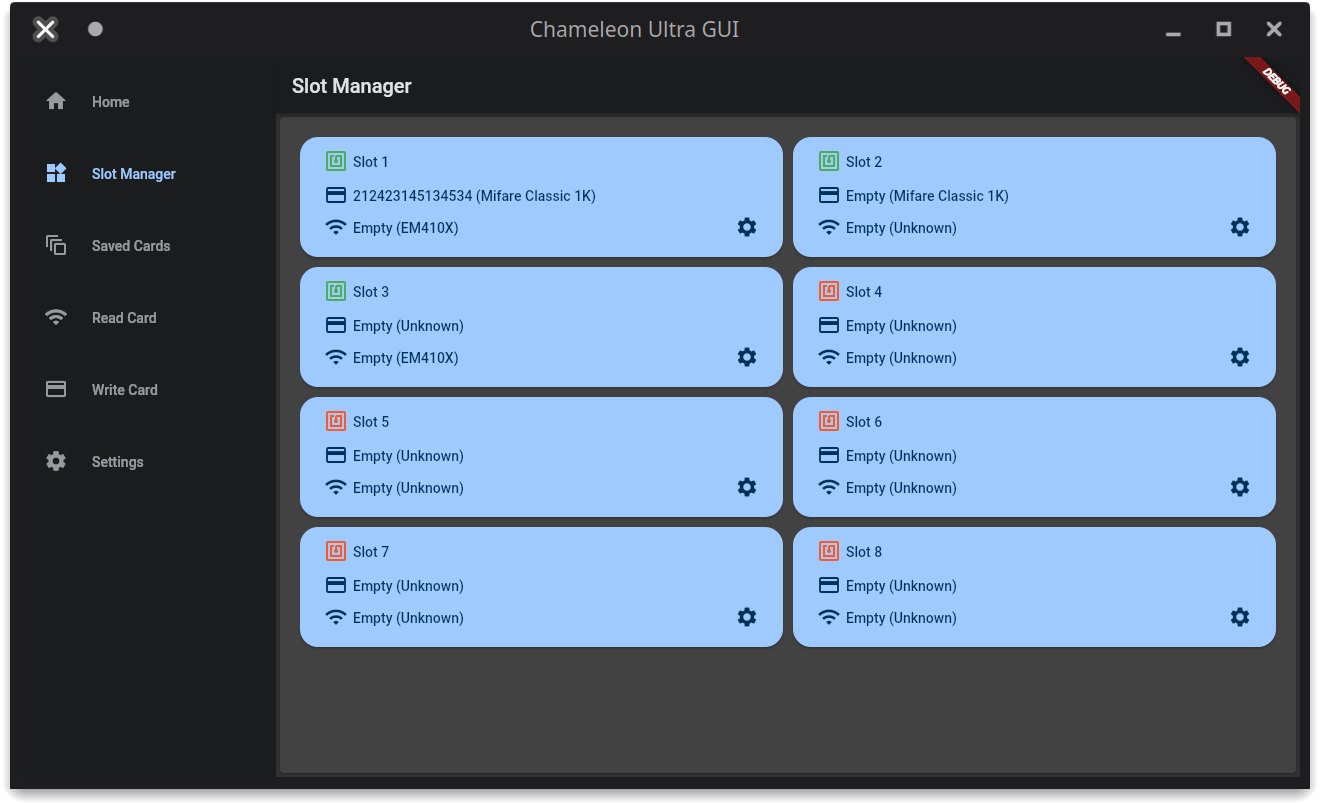 Chameleon Ultra GUI
DEBUG
Home
Slot Manager
Saved Cards
Read Card
Write Card
Settings
Slot Manager
Slot 1
212423145134534 (Mifare Classic 1K)
Empty (EM410X)
Slot 2
Empty (Mifare Classic 1K)
Empty (Unknown)
Slot 3
Empty (Unknown)
Empty (EM410X)
Slot 4
Empty (Unknown)
Empty (Unknown)
Slot 5
Empty (Unknown)
Empty (Unknown)
Slot 6
Empty (Unknown)
Empty (Unknown)
Slot 7
Empty (Unknown)
Empty (Unknown)
Slot 8
Empty (Unknown)
Empty (Unknown)